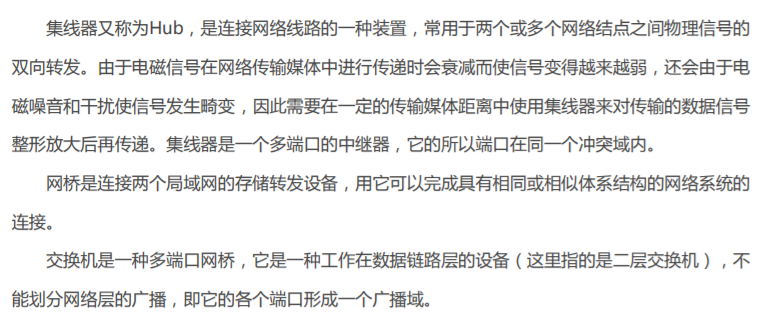 集线器又称为Hub，是连接网络线路的一种装置，常用于两个或多个网络结点之间物理信号的
双向转发。由于电磁信号在网络传输媒体中进行传递时会衰减而使信号变得越来越弱，还会由于电
磁噪音和干扰使信号发生畸变，因此需要在一定的传输媒体距离中使用集线器来对传输的数据信号
整形放大后再传递。集线器是一个多端口的中继器，它的所以端口在同一个冲突域内。
网桥是连接两个局域网的存储转发设备，用它可以完成具有相同或相似体系结构的网络系统的
连接。
交换机是一种多端口网桥，它是一种工作在数据链路层的设备（这里指的是二层交换机），不
能划分网络层的广播，即它的各个端口形成一个广播域。